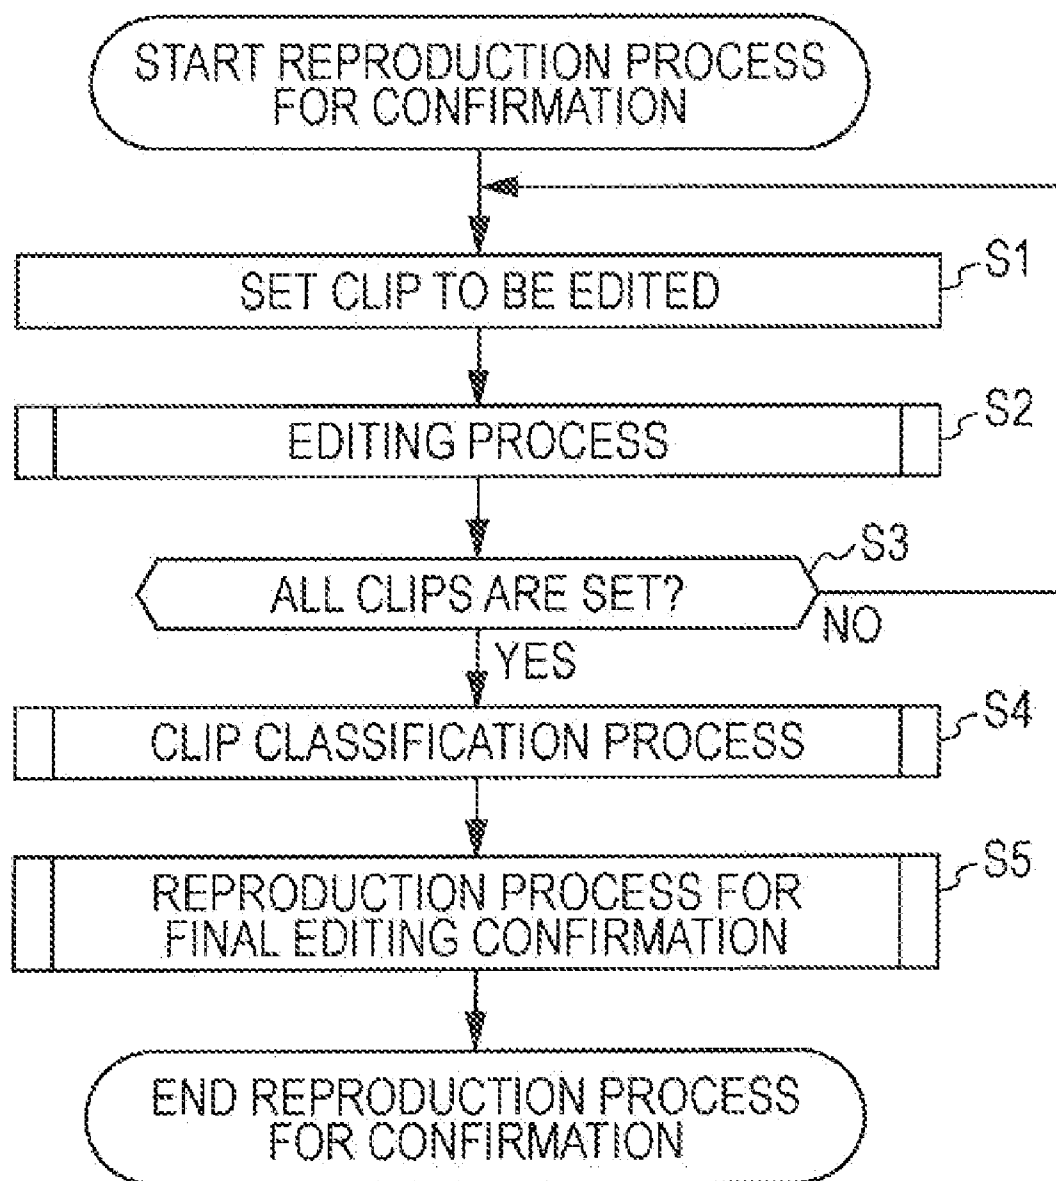 START REPRODUCTION PROCESS
FOR CONFIRMATION
SET CLIP TO BE EDITED
S1
EDITING PROCESS
S2
ALL CLIPS ARE SET?
S3
NO
YES
CLIP CLASSIFICATION PROCESS
S4
REPRODUCTION PROCESS FOR
FINAL EDITING CONFIRMATION
S5
END REPRODUCTION PROCESS
FOR CONFIRMATION